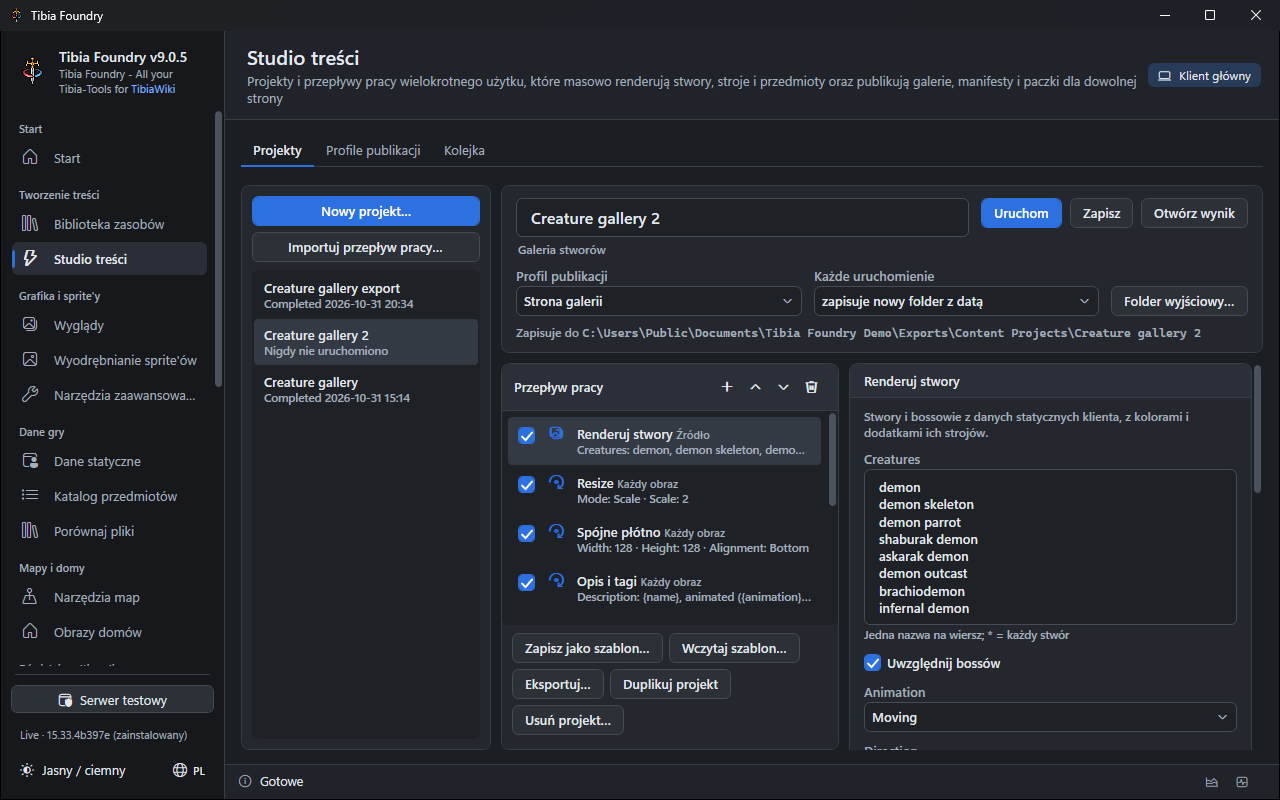 Tibia Foundry
Tibia Foundry v9.0.5
Tibia Foundry - All your
Tibia-Tools for TibiaWiki
Start
Start
Tworzenie treści
Biblioteka zasobów
Studio treści
Grafika i sprite'y
Wyglądy
Wyodrębnianie sprite'ów
Narzędzia zaawansowa...
Dane gry
Dane statyczne
Katalog przedmiotów
Porównaj pliki
Mapy i domy
Narzędzia map
Obrazy domów
Serwer testowy
Live · 15.33.4b397e (zainstalowany)
Jasny / ciemny
PL
Studio treści
Projekty i przepływy pracy wielokrotnego użytku, które masowo renderują stwory, stroje i przedmioty oraz publikują galerie, manifesty i paczki dla dowolnej
strony
Klient główny
Projekty
Profile publikacji
Kolejka
Nowy projekt...
Importuj przepływ pracy...
Creature gallery export
Completed 2026-10-31 20:34
Creature gallery 2
Nigdy nie uruchomiono
Creature gallery
Completed 2026-10-31 15:14
Creature gallery 2
Uruchom
Zapisz
Otwórz wynik
Galeria stworów
Profil publikacji
Każde uruchomienie
Strona galerii
zapisuje nowy folder z datą
Folder wyjściowy...
Zapisuje do C:\Users\Public\Documents\Tibia Foundry Demo\Exports\Content Projects\Creature gallery 2
Przepływ pracy
Renderuj stwory Źródło
Creatures: demon, demon skeleton, demo...
Resize Każdy obraz
Mode: Scale · Scale: 2
Spójne płótno Każdy obraz
Width: 128 · Height: 128 · Alignment: Bottom
Opis i tagi Każdy obraz
Description: {name}, animated ({animation}...
Zapisz jako szablon...
Wczytaj szablon...
Eksportuj...
Duplikuj projekt
Usuń projekt...
Renderuj stwory
Stwory i bossowie z danych statycznych klienta, z kolorami i
dodatkami ich strojów.
Creatures
demon
demon skeleton
demon parrot
shaburak demon
askarak demon
demon outcast
brachiodemon
infernal demon
Jedna nazwa na wiersz; * = każdy stwór
Uwzględnij bossów
Animation
Moving
Direction
Gotowe